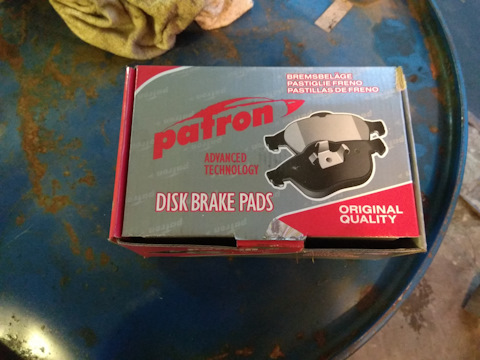 BREMSBELAGE
PASTIGLIE FRENO
PASTILLAS DE FRENO
patron
ADVANCED
TECHNOLOGY
DISK BRAKE PADS
ORIGINAL
QUALITY